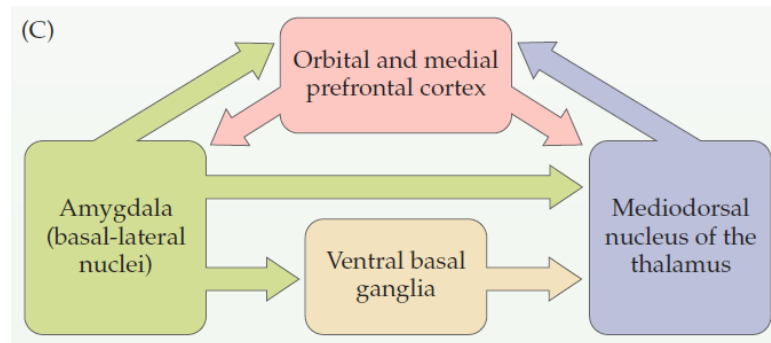 (C)
Orbital and medial
prefrontal cortex
Amygdala
(basal-lateral
nuclei)
Ventral basal
ganglia
Mediodorsal
nucleus of the
thalamus